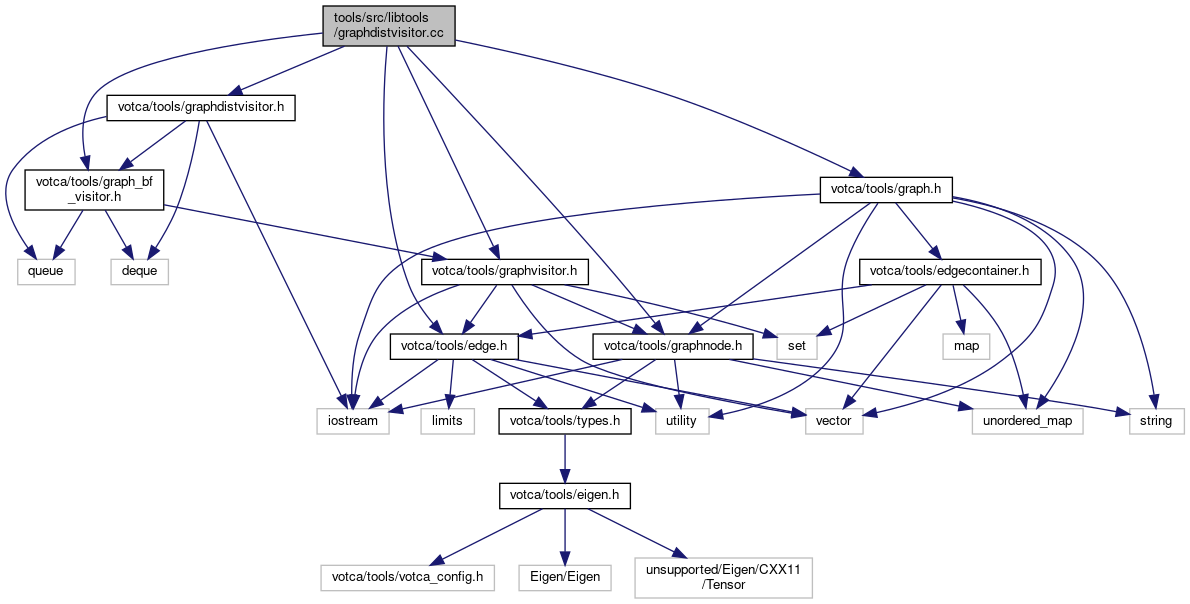 tools/src/libtools
/graphdistvisitor.cc
votca/tools/graphdistvisitor.h
votca/tools/graph_bf
_visitor.h
votca/tools/graph.h
queue
deque
votca/tools/graphvisitor.h
votca/tools/edgecontainer.h
votca/tools/edge.h
votca/tools/graphnode.h
set
map
iostream
limits
votca/tools/types.h
utility
vector
unordered_map
string
votca/tools/eigen.h
votca/tools/votca_config.h
Eigen/Eigen
unsupported/Eigen/CXX11
/Tensor